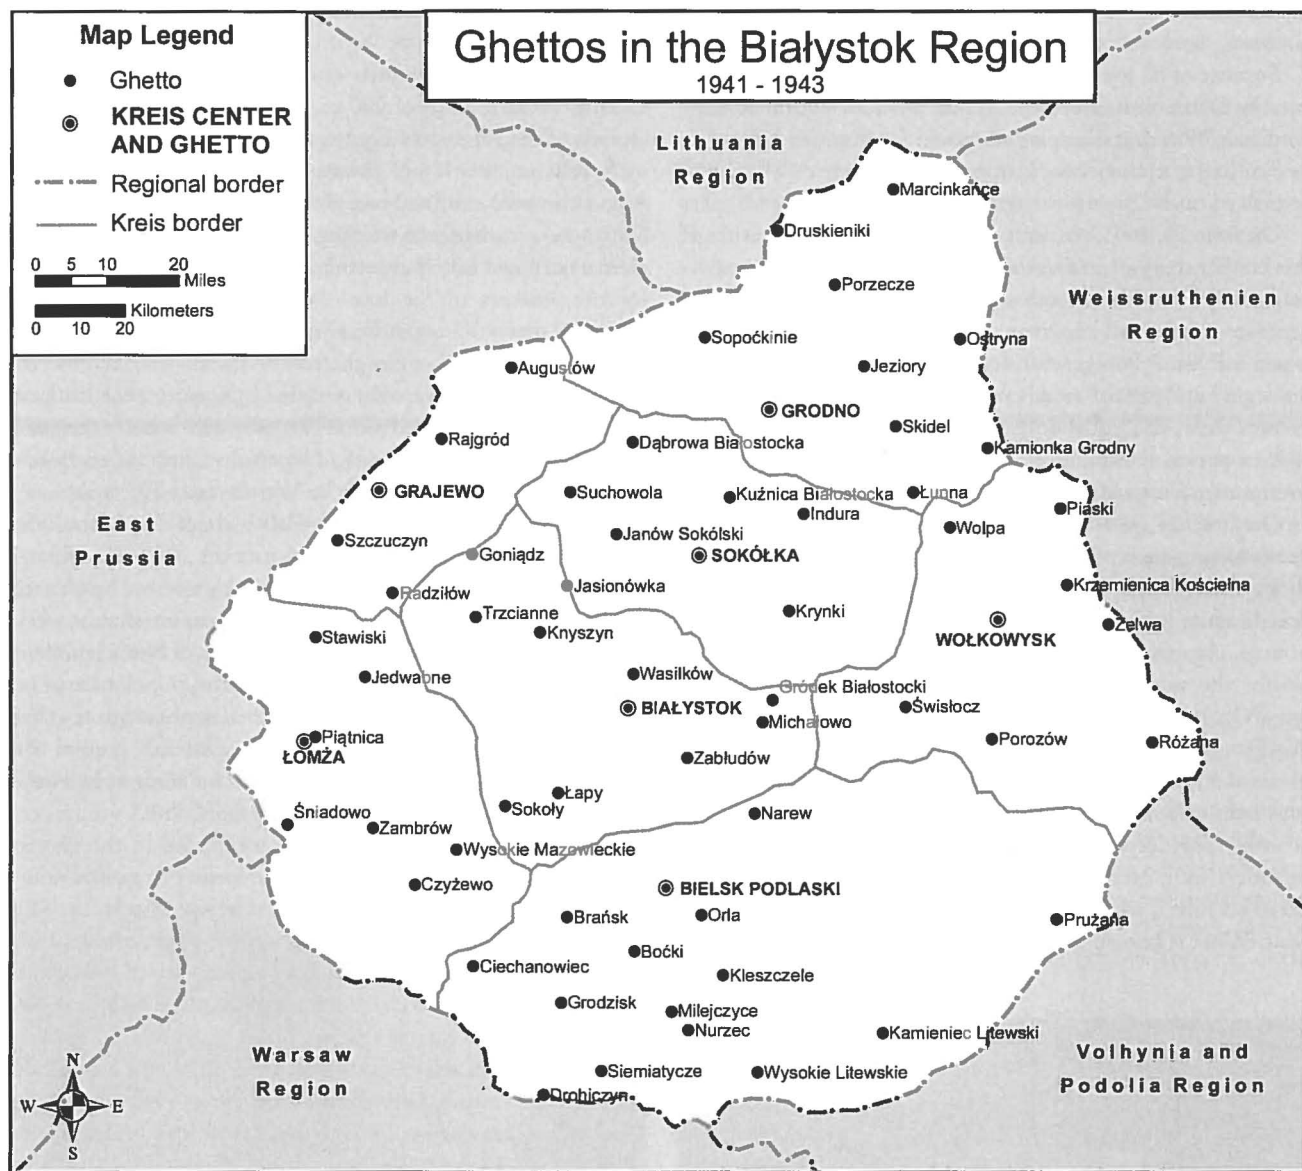 Map Legend
Ghetto
KREIS CENTER
AND GHETTO
Regional border
Kreis border
0 5 10 20
Miles
Kilometers
0 10 20
Ghettos in the Białystok Region
1941 - 1943
Lithuania
Region
Marcinkańce
Druskieniki
Porzecze
Weissruthenien
Region
Sopoćkinie
Ostryna
Augustów
Jeziory
GRODNO
Skidel
Rajgród
Dąbrowa Białostocka
Kamionka Grodny
GRAJEWO
Suchowola
Kuźnica Białostocka
Łunna
Indura
Piaski
East
Prussia
Wolpa
Szczuczyn
Janów Sokólski
Goniądz
SOKÓŁKA
Radziłów
Jasionówka
Krzemienica Kościelna
Trzcianne
Krynki
Zelwa
Stawiski
Knyszyn
WOŁKOWYSK
Jedwabne
Wasilków
Gródek Białostocki
BIAŁYSTOK
Michałowo
Świsłocz
Piątnica
ŁOMŻA
Zabłudów
Porozów
Różana
Łapy
Sokoły
Śniadowo
Narew
Zambrów
Wysokie Mazowieckie
Czyżewo
BIELSK PODLASKI
Brańsk
Orla
Prużana
Boćki
Ciechanowiec
Kleszczele
Grodzisk
Milejczyce
Nurzec
Kamieniec Litewski
Warsaw
Region
Volhynia and
Podolia Region
Siemiatycze
Wysokie Litewskie
Drohiczyn
N
W E
S